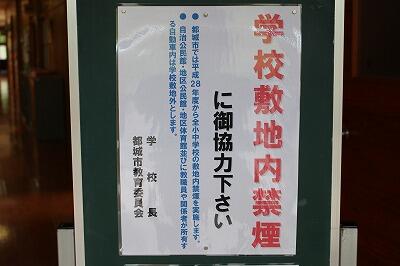 学校敷地内禁煙
に御協力下さい
●都城市では平成28年度から全小中学校の敷地内禁煙を実施します。
●自治公民館・地区公民館・地区体育館並びに教職員や関係者が所有す
る自動車内は学校敷地外とします。
学校長
都城市教育委員会